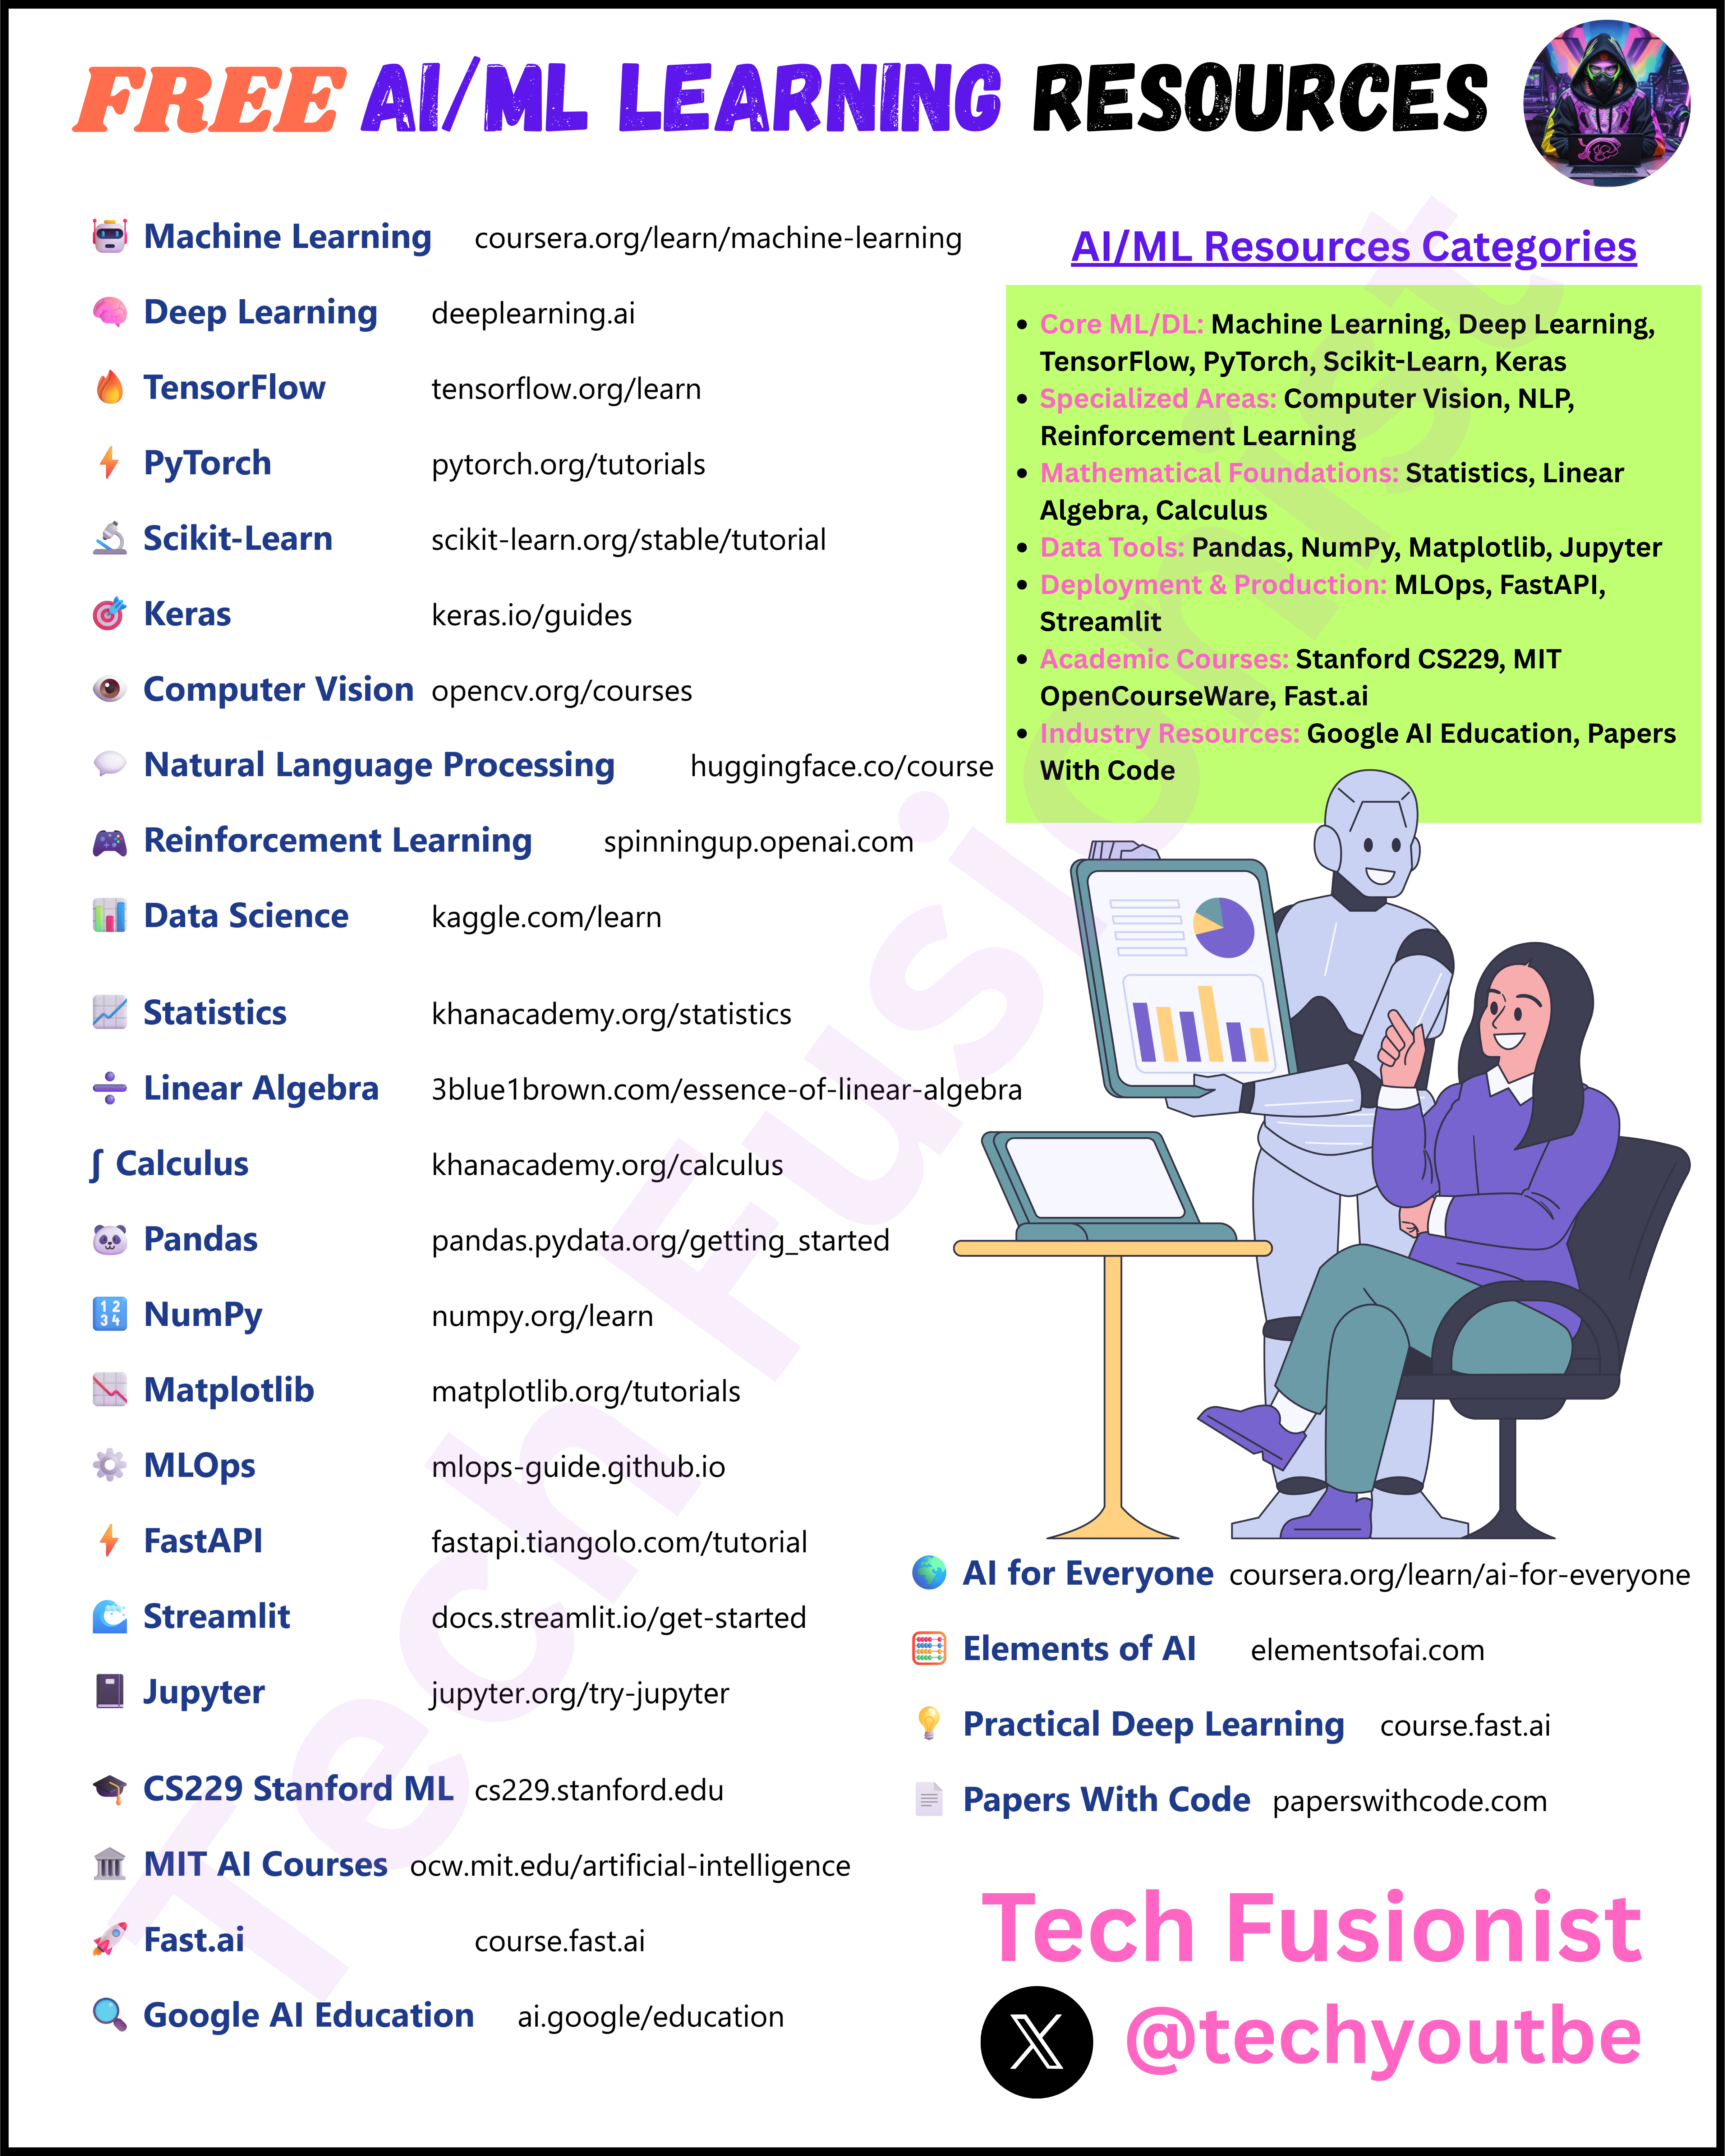 FREE AI/ML LEARNING RESOURCES
Machine Learning coursera.org/learn/machine-learning
Deep Learning deeplearning.ai
TensorFlow tensorflow.org/learn
PyTorch pytorch.org/tutorials
Scikit-Learn scikit-learn.org/stable/tutorial
Keras keras.io/guides
Computer Vision opencv.org/courses
Natural Language Processing huggingface.co/course
Reinforcement Learning spinningup.openai.com
Data Science kaggle.com/learn
Statistics khanacademy.org/statistics
Linear Algebra 3blue1brown.com/essence-of-linear-algebra
∫ Calculus khanacademy.org/calculus
Pandas pandas.pydata.org/getting_started
1 2
3 4
NumPy numpy.org/learn
Matplotlib matplotlib.org/tutorials
MLOps mlops-guide.github.io
FastAPI fastapi.tiangolo.com/tutorial
Streamlit docs.streamlit.io/get-started
Jupyter jupyter.org/try-jupyter
CS229 Stanford ML cs229.stanford.edu
MIT AI Courses ocw.mit.edu/artificial-intelligence
Fast.ai course.fast.ai
Google AI Education ai.google/education
AI/ML Resources Categories
• Core ML/DL: Machine Learning, Deep Learning,
TensorFlow, PyTorch, Scikit-Learn, Keras
• Specialized Areas: Computer Vision, NLP,
Reinforcement Learning
• Mathematical Foundations: Statistics, Linear
Algebra, Calculus
• Data Tools: Pandas, NumPy, Matplotlib, Jupyter
• Deployment & Production: MLOps, FastAPI,
Streamlit
• Academic Courses: Stanford CS229, MIT
OpenCourseWare, Fast.ai
• Industry Resources: Google AI Education, Papers
With Code
AI for Everyone coursera.org/learn/ai-for-everyone
Elements of AI elementsofai.com
Practical Deep Learning course.fast.ai
Papers With Code paperswithcode.com
Tech Fusionist
X @techyoutbe
Tech Fusionist